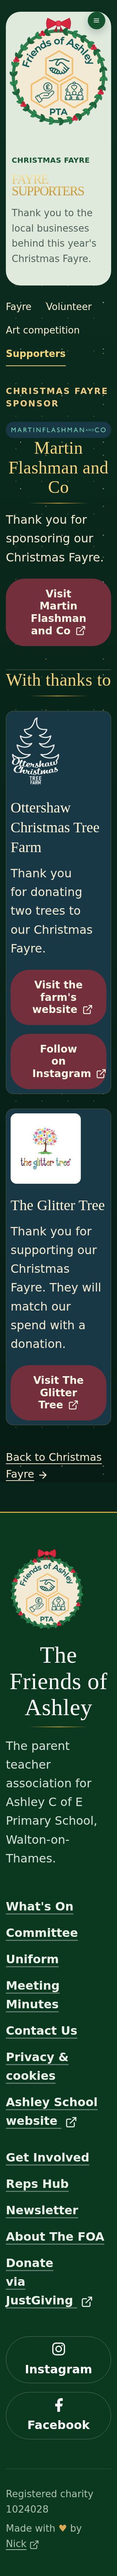 Friends of Ashley
PTA
CHRISTMAS FAYRE
FAYRE
SUPPORTERS
Thank you to the
local businesses
behind this year's
Christmas Fayre.
Fayre Volunteer
Art competition
Supporters
CHRISTMAS FAYRE
SPONSOR
MARTINFLASHMAN AND CO
Martin
Flashman and
Co
Thank you for
sponsoring our
Christmas Fayre.
Visit
Martin
Flashman
and Co
With thanks to
Ottershaw
Christmas
TREE
FARM
Ottershaw
Christmas Tree
Farm
Thank you
for donating
two trees to
our Christmas
Fayre.
Visit the
farm's
website
Follow
on
Instagram
the glitter tree
The Glitter Tree
Thank you for
supporting our
Christmas
Fayre. They will
match our
spend with a
donation.
Visit The
Glitter
Tree
Back to Christmas
Fayre
Friends of Ashley
PTA
The
Friends of
Ashley
The parent
teacher
association for
Ashley C of E
Primary School,
Walton-on-
Thames.
What's On
Committee
Uniform
Meeting
Minutes
Contact Us
Privacy &
cookies
Ashley School
website
Get Involved
Reps Hub
Newsletter
About The FOA
Donate
via
JustGiving
Instagram
Facebook
Registered charity
1024028
Made with ♥ by
Nick